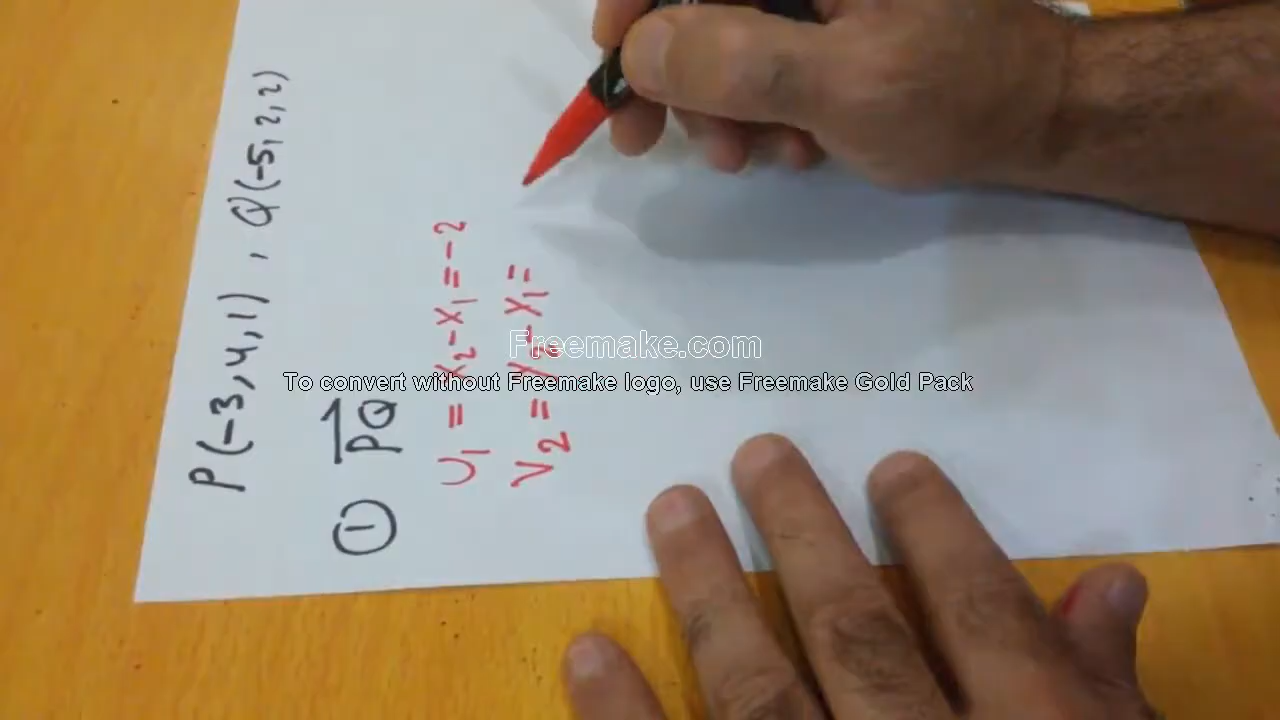 P(-3,4,1) , Q(-5,2,2)
① PQ
U₁ = X₂-X₁ = -2
V₂ = Y₂-Y₁ =
Freemake.com
To convert without Freemake logo, use Freemake Gold Pack